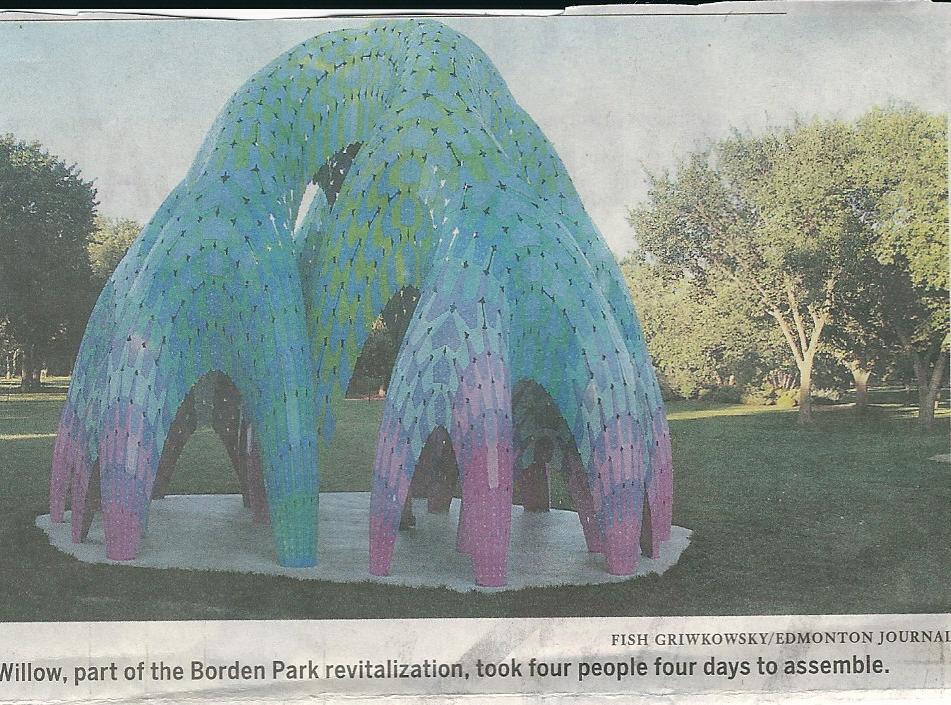 FISH GRIWKOWSKY/EDMONTON JOURNAL
Willow, part of the Borden Park revitalization, took four people four days to assemble.